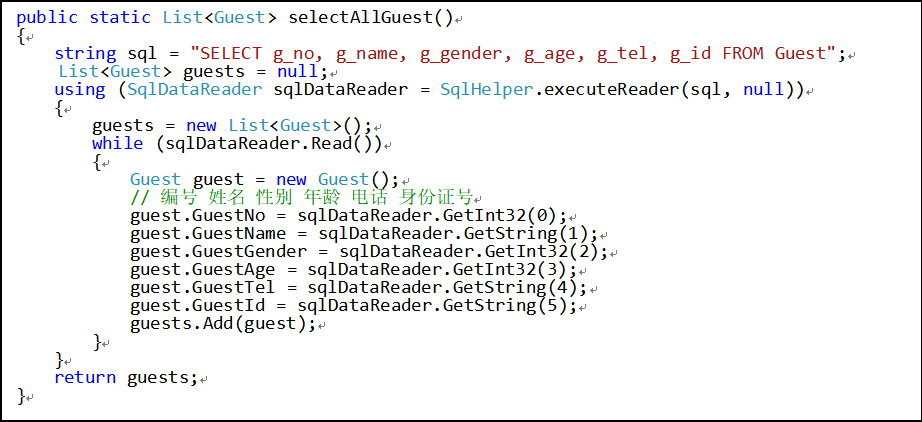 public static List<Guest> selectAllGuest()↵
{↵
    string sql = "SELECT g_no, g_name, g_gender, g_age, g_tel, g_id FROM Guest";↵
    List<Guest> guests = null;↵
    using (SqlDataReader sqlDataReader = SqlHelper.executeReader(sql, null))↵
    {↵
        guests = new List<Guest>();↵
        while (sqlDataReader.Read())↵
        {↵
            Guest guest = new Guest();↵
            // 编号 姓名 性别 年龄 电话 身份证号↵
            guest.GuestNo = sqlDataReader.GetInt32(0);↵
            guest.GuestName = sqlDataReader.GetString(1);↵
            guest.GuestGender = sqlDataReader.GetInt32(2);↵
            guest.GuestAge = sqlDataReader.GetInt32(3);↵
            guest.GuestTel = sqlDataReader.GetString(4);↵
            guest.GuestId = sqlDataReader.GetString(5);↵
            guests.Add(guest);↵
        }↵
    }↵
    return guests;↵
}↵